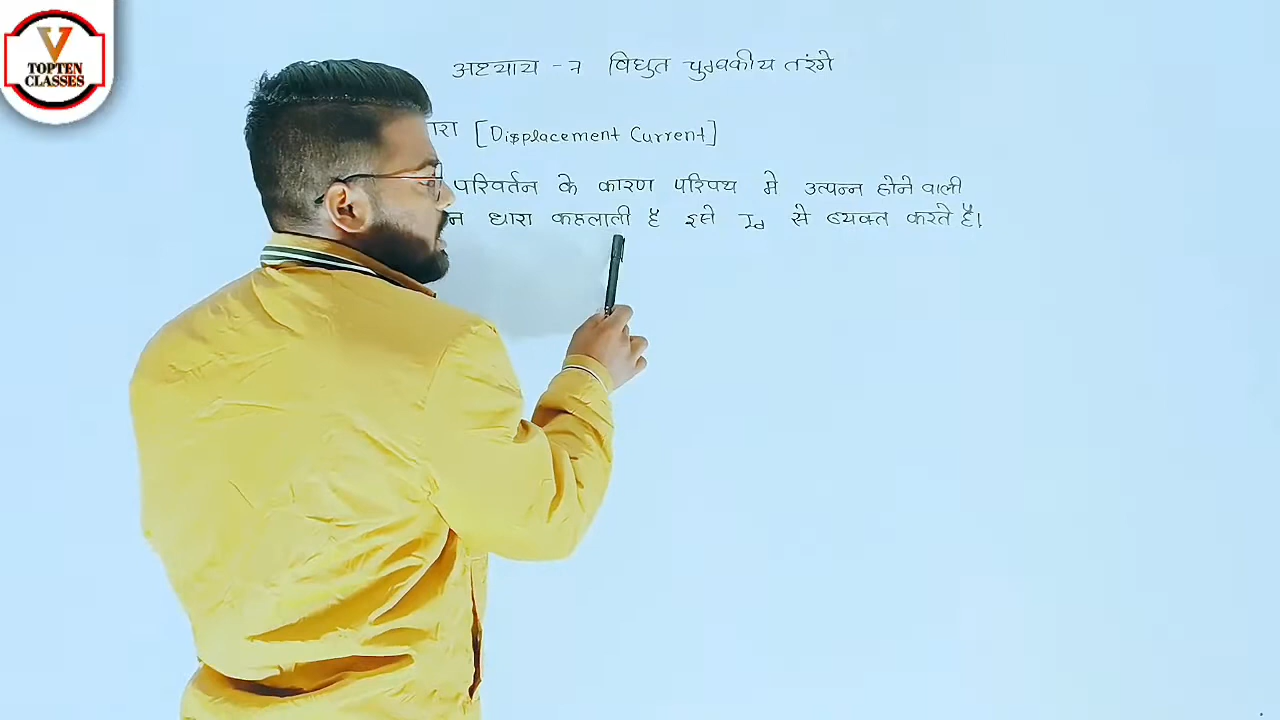 V
TOPTEN
CLASSES
अध्याय - 7 विधुत चुम्बकीय तरंगे
ारा [Displacement Current]
परिवर्तन के कारण परिपथ मे उत्पन्न होने वाली
न धारा कहलाती है इसे Id से व्यक्त करते है।